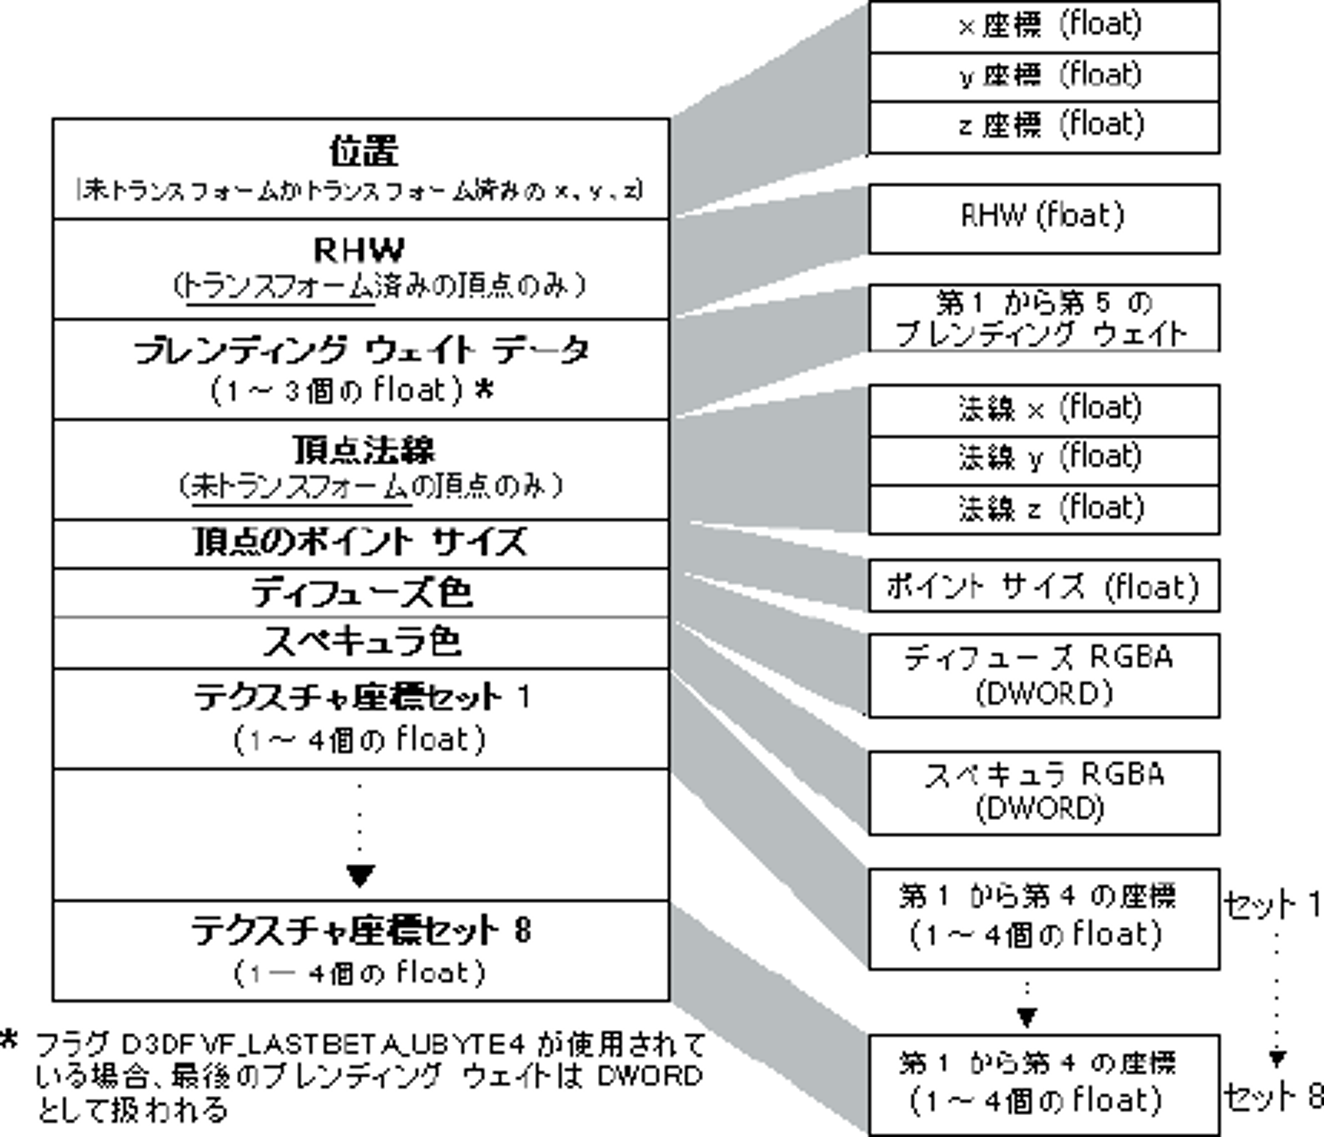 位置
(未トランスフォームかトランスフォーム済みの x、y、z)
RHW
(トランスフォーム済みの頂点のみ)
ブレンディング ウェイト データ
(1～3個の float) *
頂点法線
(未トランスフォームの頂点のみ)
頂点のポイント サイズ
ディフューズ色
スペキュラ色
テクスチャ座標セット 1
(1～ 4個の float)
テクスチャ座標セット 8
(1— 4個の float)
* フラグ D3DFVF_LASTBETA_UBYTE4 が使用されて
いる場合、最後のブレンディング ウェイトは DWORD
として扱われる
x 座標 (float)
y 座標 (float)
z 座標 (float)
RHW (float)
第1 から第 5 の
ブレンディング ウェイト
法線 x (float)
法線 y (float)
法線 z (float)
ポイント サイズ (float)
ディフューズ RGBA
(DWORD)
スペキュラ RGBA
(DWORD)
第1 から第 4 の座標
(1～4個の float)
セット 1
第1 から第 4 の座標
(1～4個の float)
セット 8